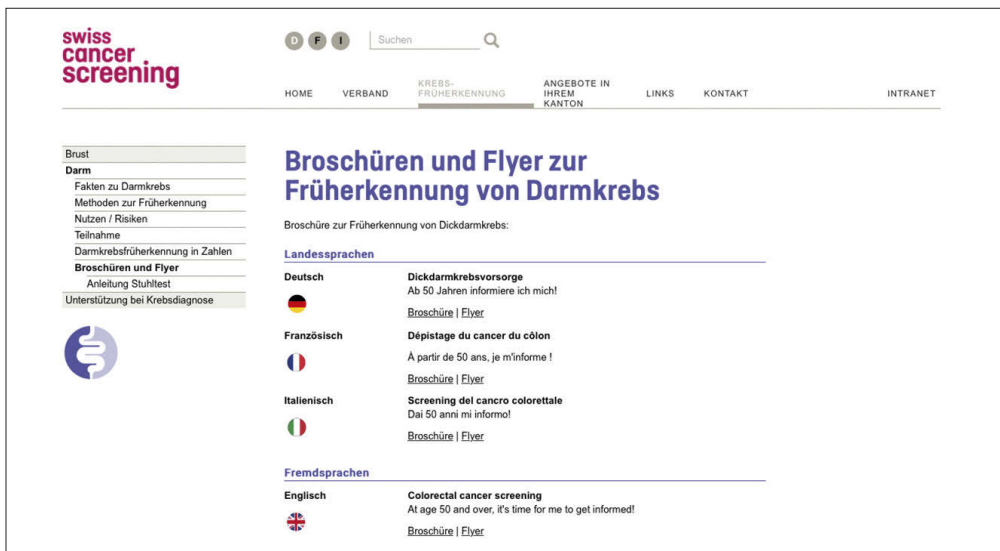 swiss
cancer
screening
D F I
Suchen
HOME
VERBAND
KREBS-
FRÜHERKENNUNG
ANGEBOTE IN
IHREM
KANTON
LINKS
KONTAKT
INTRANET
Brust
Darm
Fakten zu Darmkrebs
Methoden zur Früherkennung
Nutzen / Risiken
Teilnahme
Darmkrebsfrüherkennung in Zahlen
Broschüren und Flyer
Anleitung Stuhltest
Unterstützung bei Krebsdiagnose
Broschüren und Flyer zur
Früherkennung von Darmkrebs
Broschüre zur Früherkennung von Dickdarmkrebs:
Landessprachen
Deutsch
Dickdarmkrebsvorsorge
Ab 50 Jahren informiere ich mich!
Broschüre | Flyer
Französisch
Dépistage du cancer du côlon
À partir de 50 ans, je m'informe !
Broschüre | Flyer
Italienisch
Screening del cancro colorettale
Dai 50 anni mi informo!
Broschüre | Flyer
Fremdsprachen
Englisch
Colorectal cancer screening
At age 50 and over, it's time for me to get informed!
Broschüre | Flyer